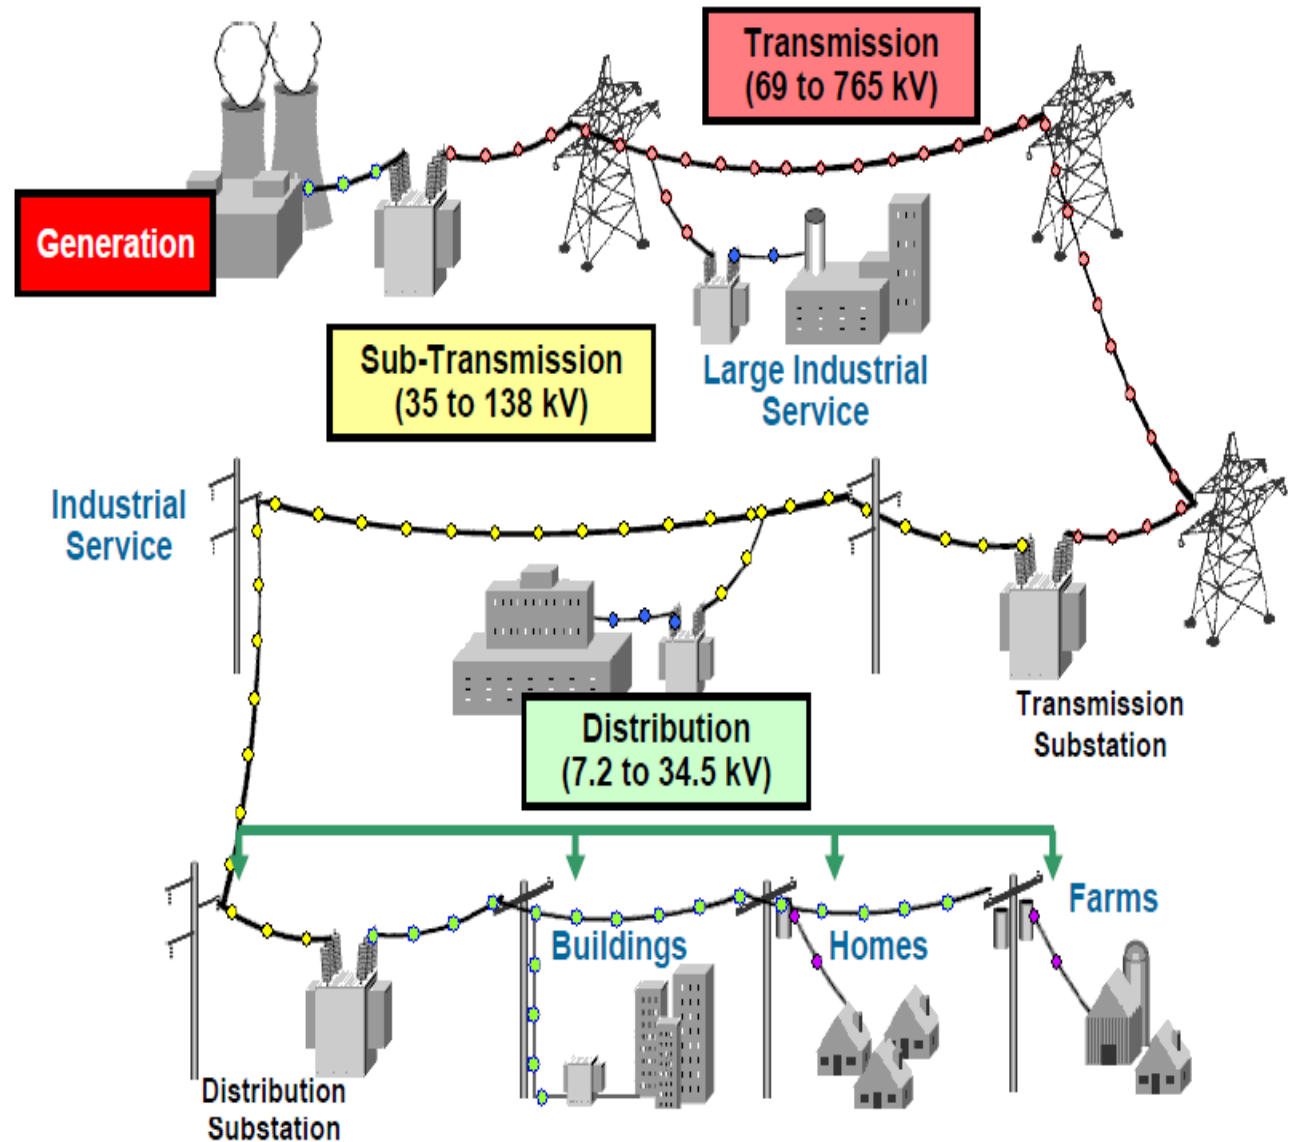 Transmission
(69 to 765 kV)
Generation
Sub-Transmission
(35 to 138 kV)
Large Industrial
Service
Industrial
Service
Transmission
Substation
Distribution
(7.2 to 34.5 kV)
Farms
Buildings
Homes
Distribution
Substation